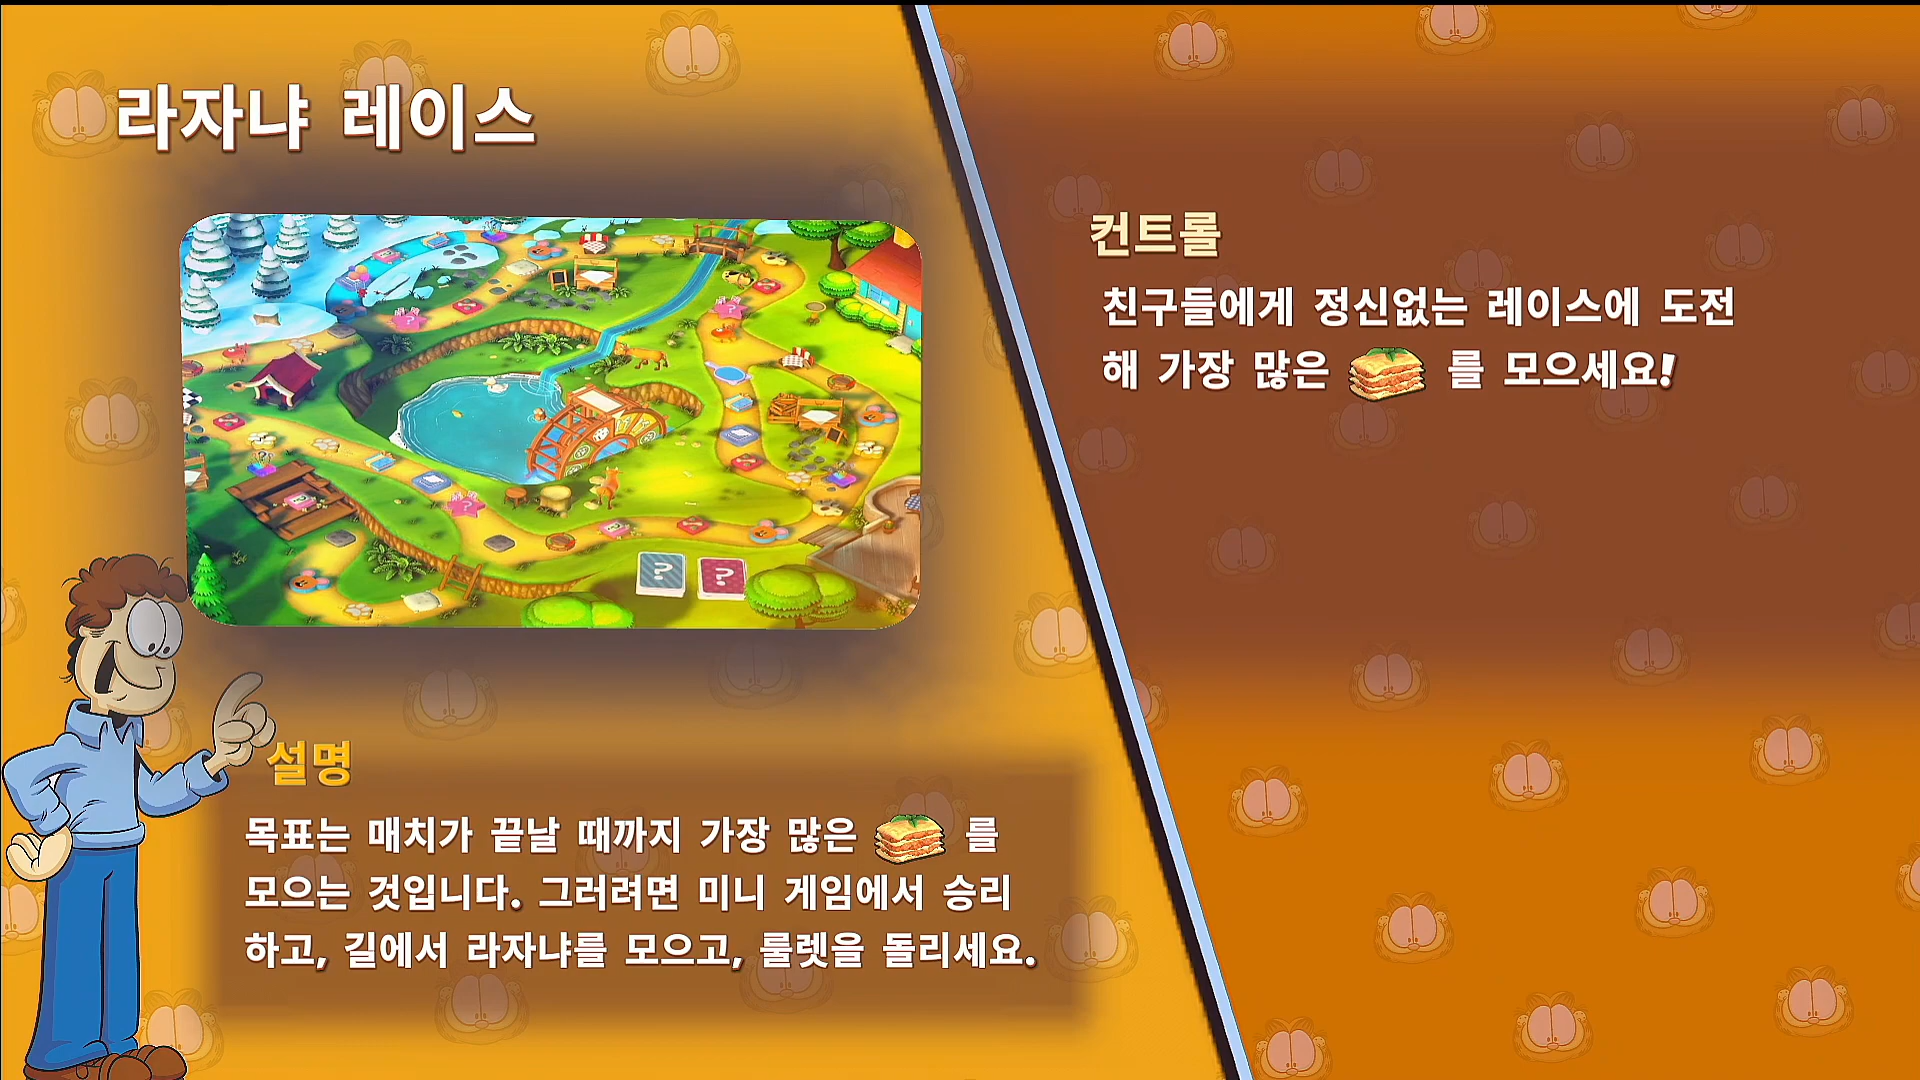 라자냐 레이스
? ?
설명
목표는 매치가 끝날 때까지 가장 많은 를
모으는 것입니다. 그러려면 미니 게임에서 승리
하고, 길에서 라자냐를 모으고, 룰렛을 돌리세요.
컨트롤
친구들에게 정신없는 레이스에 도전
해 가장 많은 를 모으세요!